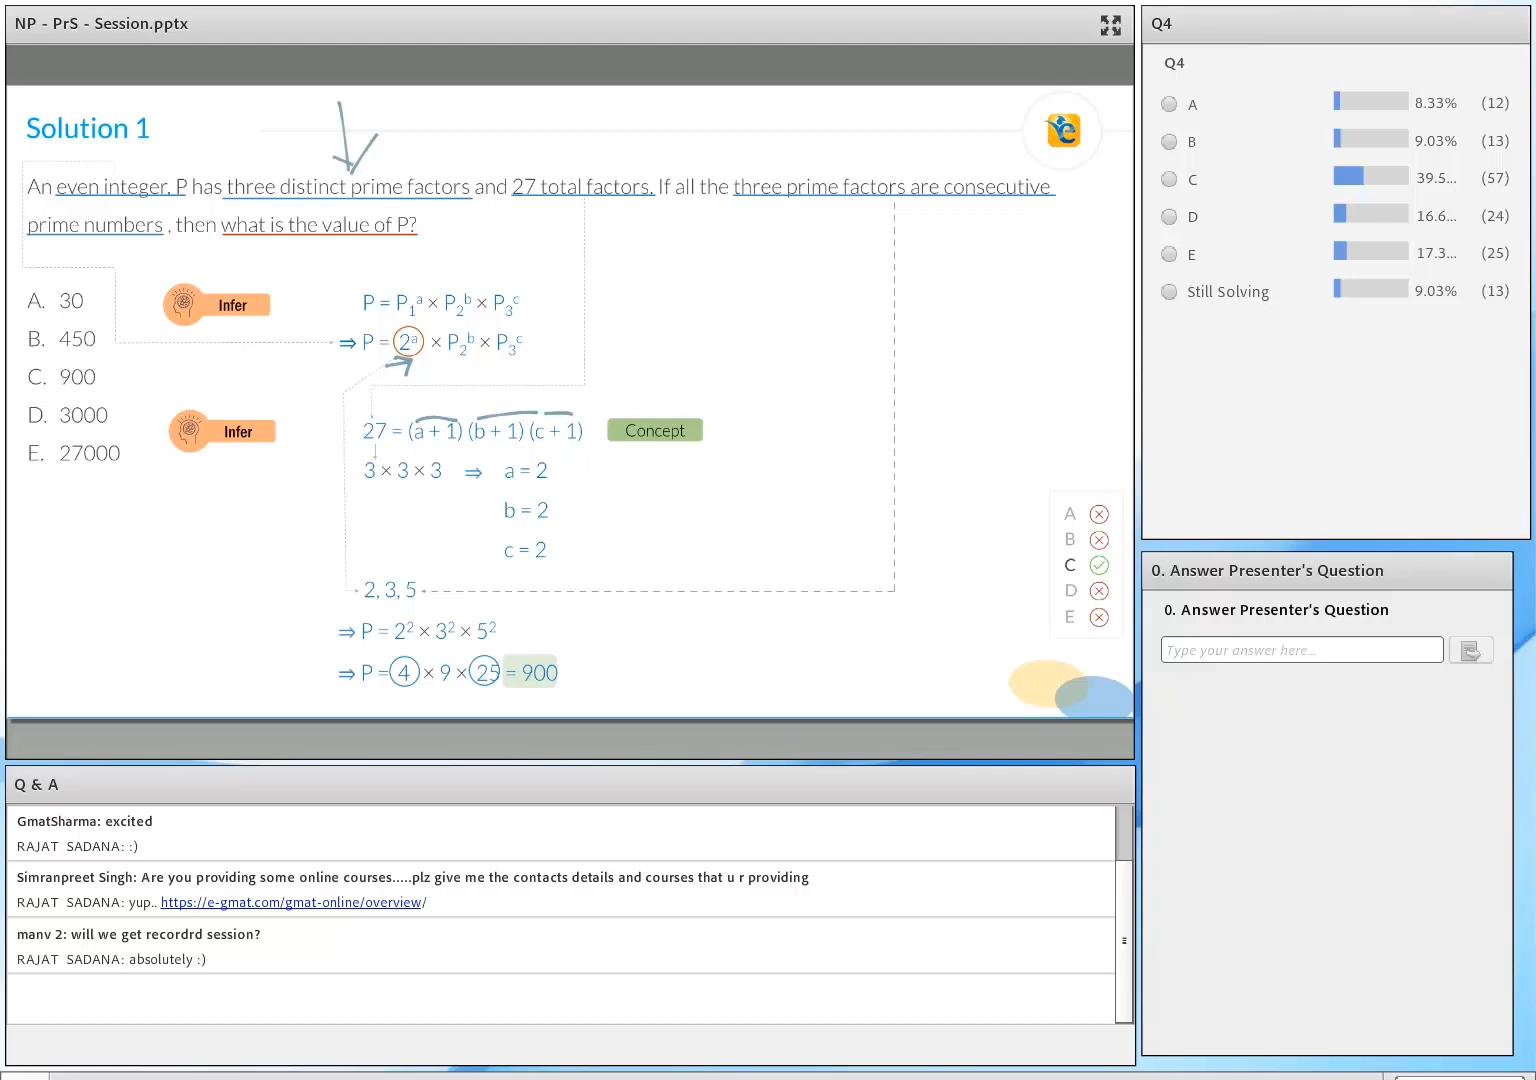 NP - PrS - Session.pptx
Solution 1
An even integer, P has three distinct prime factors and 27 total factors. If all the three prime factors are consecutive
prime numbers , then what is the value of P?
A. 30
B. 450
C. 900
D. 3000
E. 27000
Infer
P = P₁ᵃ × P₂ᵇ × P₃ᶜ
⇒ P = 2ᵃ × P₂ᵇ × P₃ᶜ
Infer
27 = (a + 1) (b + 1) (c + 1)
Concept
3 × 3 × 3 ⇒ a = 2
b = 2
c = 2
2, 3, 5
⇒ P = 2² × 3² × 5²
⇒ P = 4 × 9 × 25 = 900
A
B
C
D
E
Q4
Q4
A 8.33% (12)
B 9.03% (13)
C 39.5... (57)
D 16.6... (24)
E 17.3... (25)
Still Solving 9.03% (13)
0. Answer Presenter's Question
0. Answer Presenter's Question
Type your answer here...
Q & A
GmatSharma: excited
RAJAT SADANA: :)
Simranpreet Singh: Are you providing some online courses.....plz give me the contacts details and courses that u r providing
RAJAT SADANA: yup.. https://e-gmat.com/gmat-online/overview/
manv 2: will we get recordrd session?
RAJAT SADANA: absolutely :)